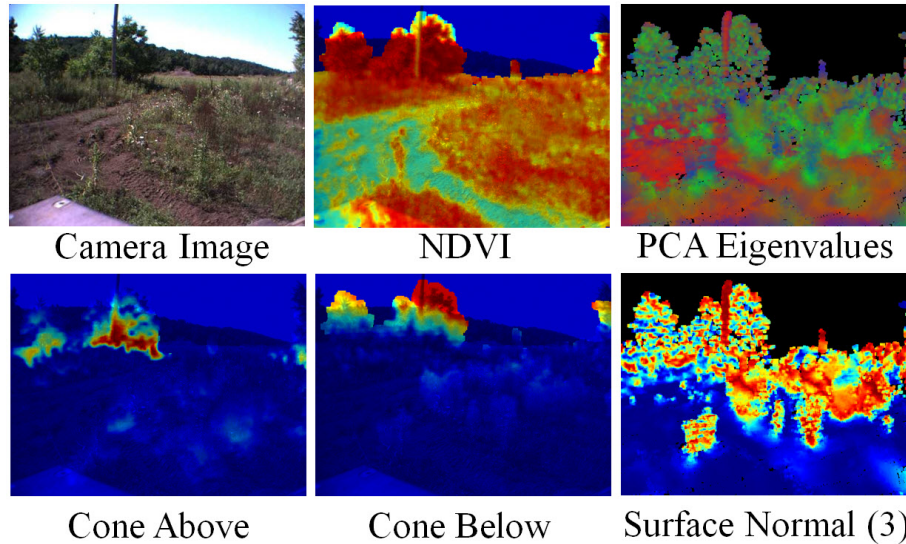 Camera Image
NDVI
PCA Eigenvalues
Cone Above
Cone Below
Surface Normal (3)